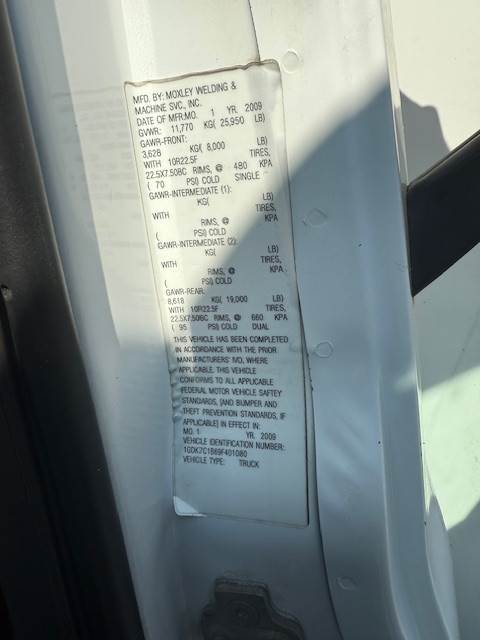 MFD. BY: MOXLEY WELDING &
MACHINE SVC., INC.
DATE OF MFR:MO. 1 YR. 2009
GVWR: 11,770 KG( 25,950 LB)
GAWR-FRONT:
3,628 KG( 8,000 LB)
WITH 10R22.5F TIRES,
22.5X7.50BC RIMS, @ 480 KPA
( 70 PSI) COLD SINGLE
GAWR-INTERMEDIATE (1):
KG( LB)
WITH TIRES,
RIMS, @ KPA
( PSI) COLD
GAWR-INTERMEDIATE (2):
KG( LB)
WITH TIRES,
RIMS, @ KPA
( PSI) COLD
GAWR-REAR:
8,618 KG( 19,000 LB)
WITH 10R22.5F TIRES,
22.5X7.50BC RIMS, @ 660 KPA
( 95 PSI) COLD DUAL
THIS VEHICLE HAS BEEN COMPLETED
IN ACCORDANCE WITH THE PRIOR
MANUFACTURERS' IVD, WHERE
APPLICABLE. THIS VEHICLE
CONFORMS TO ALL APPLICABLE
FEDERAL MOTOR VEHICLE SAFTEY
STANDARDS, [AND BUMPER AND
THEFT PREVENTION STANDARDS, IF
APPLICABLE] IN EFFECT IN:
MO. 1 YR. 2009
VEHICLE IDENTIFICATION NUMBER:
1GDK7C1B69F401080
VEHICLE TYPE: TRUCK